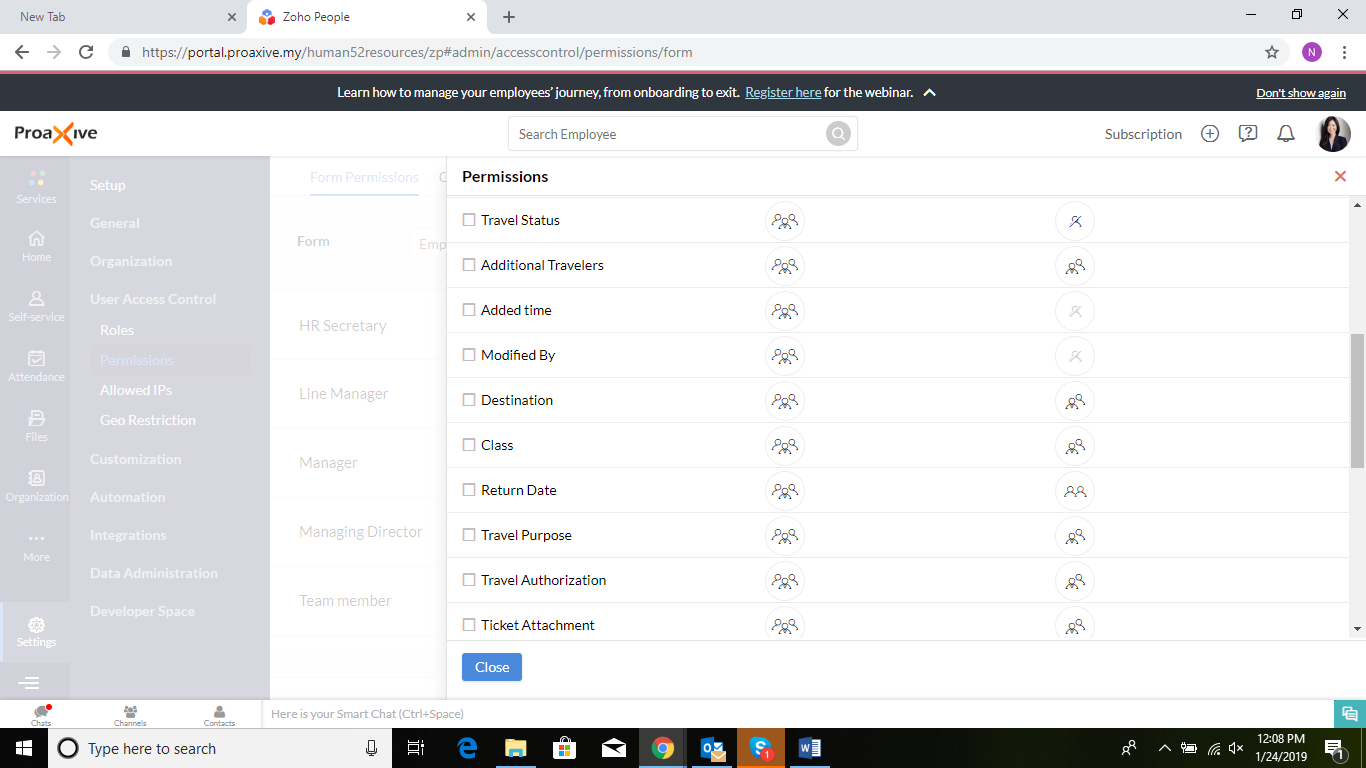 New Tab
Zoho People
https://portal.proaxive.my/human52resources/zp#admin/accesscontrol/permissions/form
N
Learn how to manage your employees' journey, from onboarding to exit. Register here for the webinar.
Don't show again
ProaXive
Search Employee
Subscription
Services
Home
Self-service
Attendance
Files
Organization
More
Settings
Setup
General
Organization
User Access Control
Roles
Permissions
Allowed IPs
Geo Restriction
Customization
Automation
Integrations
Data Administration
Developer Space
Form Permissions
Form
Emp
HR Secretary
Line Manager
Manager
Managing Director
Team member
Permissions
Travel Status
Additional Travelers
Added time
Modified By
Destination
Class
Return Date
Travel Purpose
Travel Authorization
Ticket Attachment
Close
Chats
Channels
Contacts
Here is your Smart Chat (Ctrl+Space)
Type here to search
1
12:08 PM
1/24/2019
1